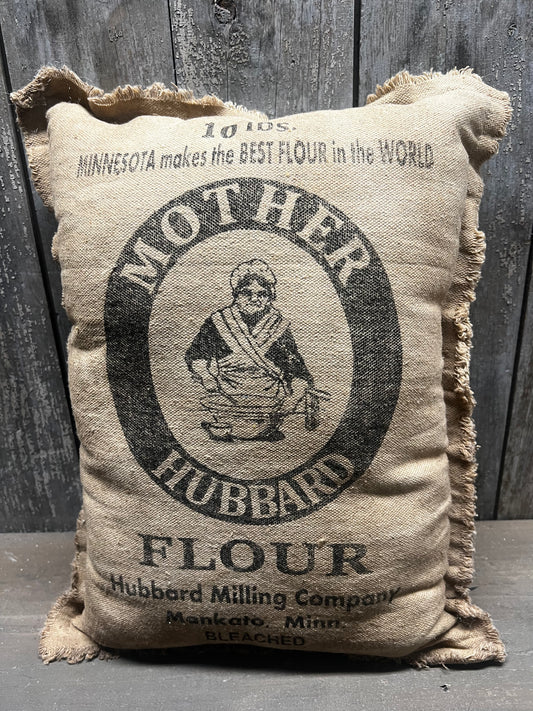 10 lbs.
MINNESOTA makes the BEST FLOUR in the WORLD
MOTHER
HUBBARD
FLOUR
Hubbard Milling Company
Mankato, Minn.
BLEACHED